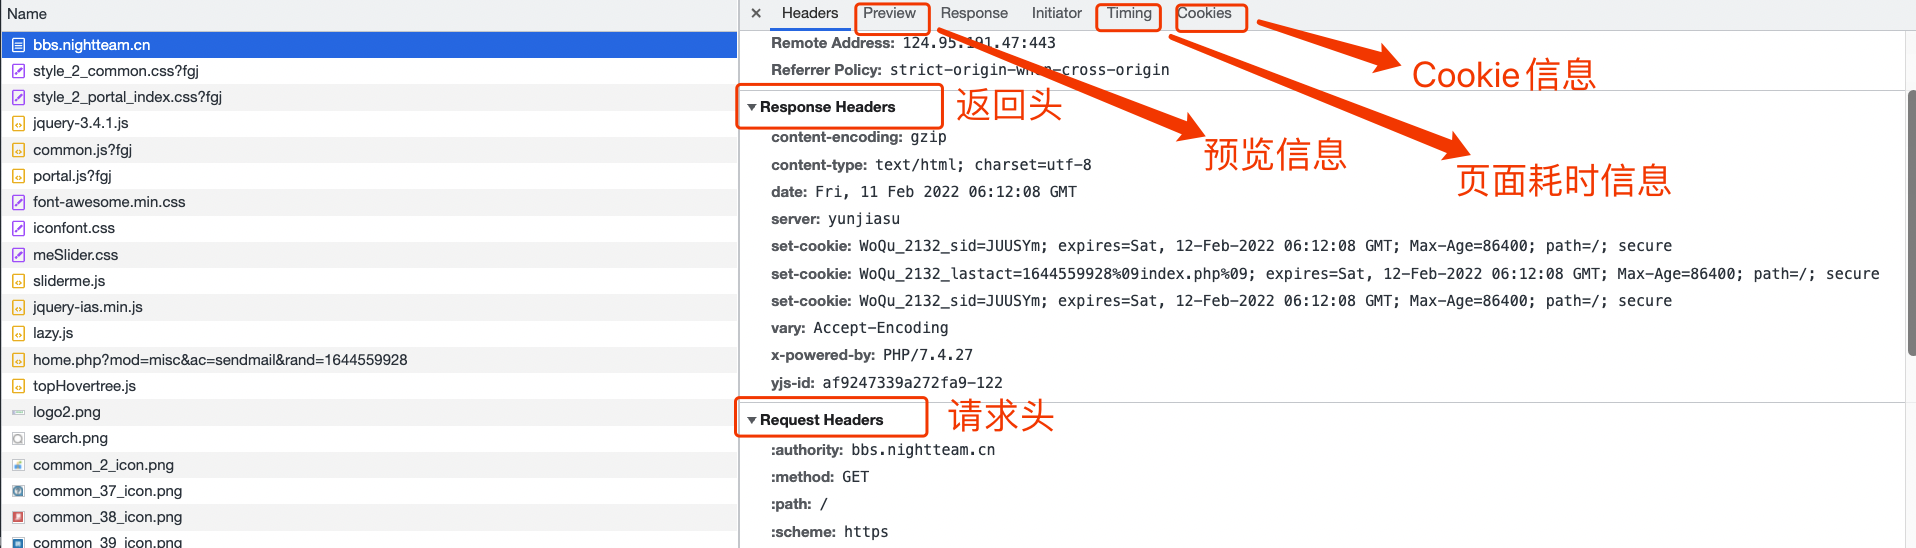 Name
bbs.nightteam.cn
style_2_common.css?fgj
style_2_portal_index.css?fgj
jquery-3.4.1.js
common.js?fgj
portal.js?fgj
font-awesome.min.css
iconfont.css
meSlider.css
sliderme.js
jquery-ias.min.js
lazy.js
home.php?mod=misc&ac=sendmail&rand=1644559928
topHovertree.js
logo2.png
search.png
common_2_icon.png
common_37_icon.png
common_38_icon.png
common_39_icon.png
× Headers Preview Response Initiator Timing Cookies
Remote Address: 124.95.191.47:443
Referrer Policy: strict-origin-when-cross-origin
Cookie信息
Response Headers 返回头
预览信息
页面耗时信息
content-encoding: gzip
content-type: text/html; charset=utf-8
date: Fri, 11 Feb 2022 06:12:08 GMT
server: yunjiasu
set-cookie: WoQu_2132_sid=JUUSYm; expires=Sat, 12-Feb-2022 06:12:08 GMT; Max-Age=86400; path=/; secure
set-cookie: WoQu_2132_lastact=1644559928%09index.php%09; expires=Sat, 12-Feb-2022 06:12:08 GMT; Max-Age=86400; path=/; secure
set-cookie: WoQu_2132_sid=JUUSYm; expires=Sat, 12-Feb-2022 06:12:08 GMT; Max-Age=86400; path=/; secure
vary: Accept-Encoding
x-powered-by: PHP/7.4.27
yjs-id: af9247339a272fa9-122
Request Headers 请求头
:authority: bbs.nightteam.cn
:method: GET
:path: /
:scheme: https